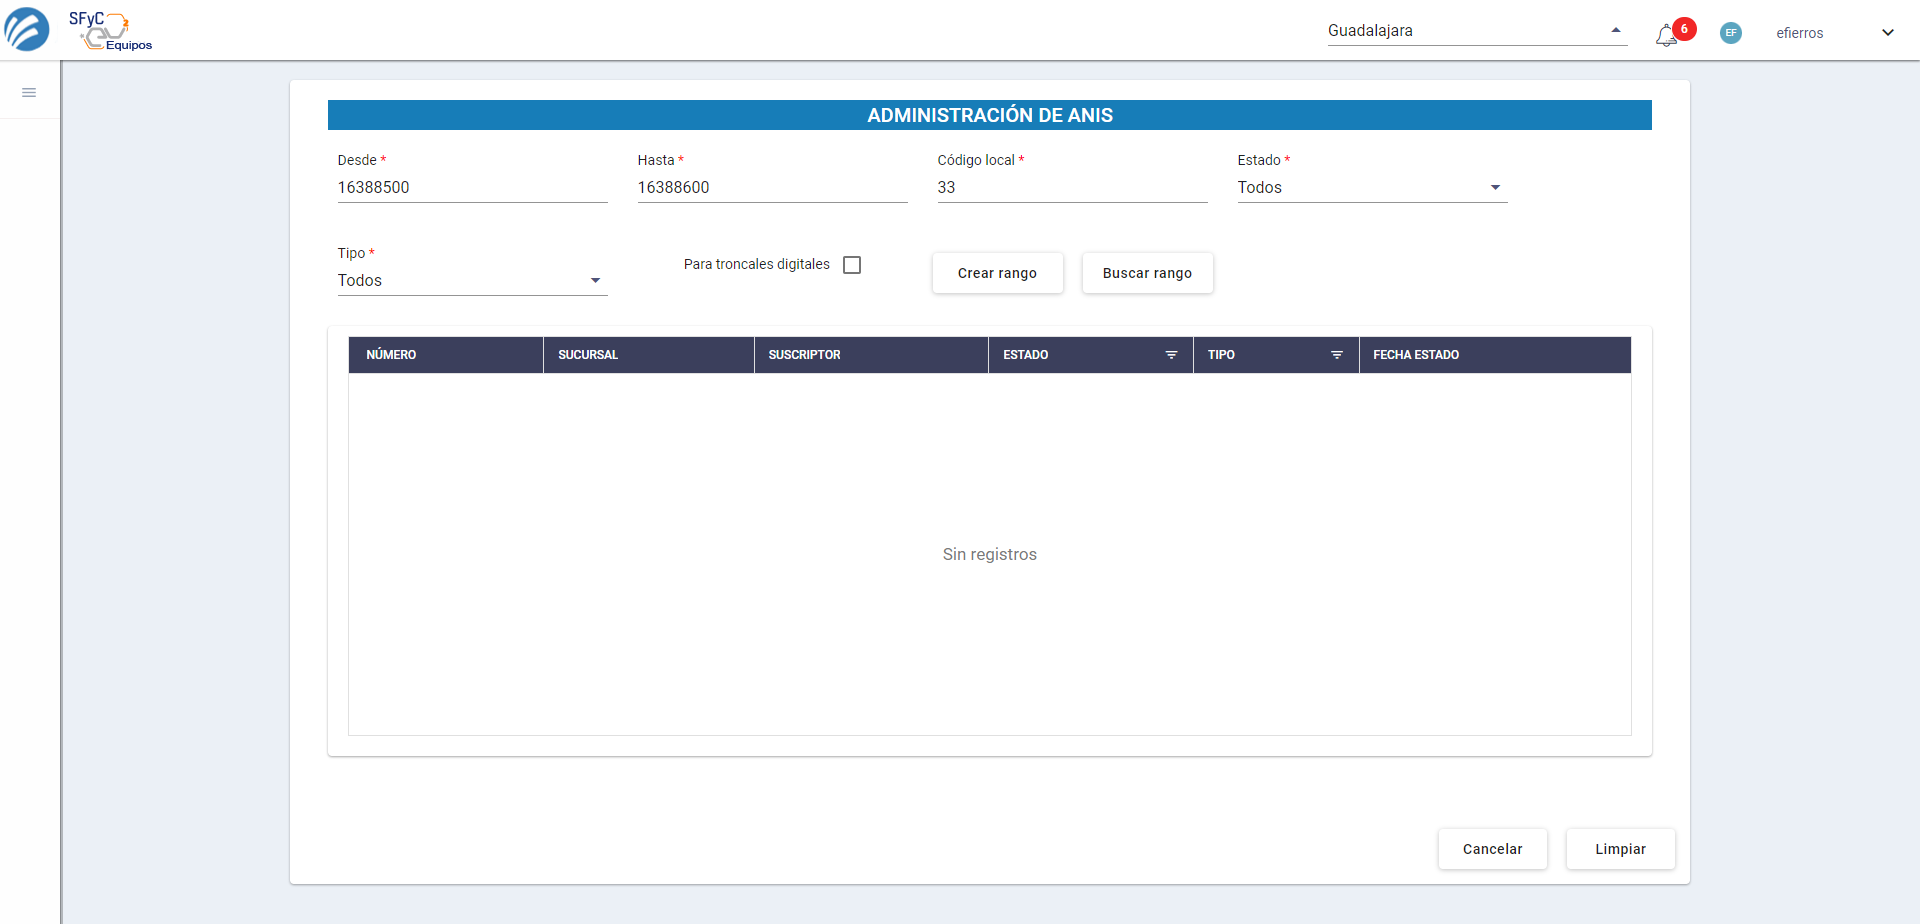 SFyC
2
Equipos
Guadalajara
6
EF
efierros
ADMINISTRACIÓN DE ANIS
Desde *
Hasta *
Código local *
Estado *
16388500
16388600
33
Todos
Tipo *
Todos
Para troncales digitales
Crear rango
Buscar rango
NÚMERO
SUCURSAL
SUSCRIPTOR
ESTADO
TIPO
FECHA ESTADO
Sin registros
Cancelar
Limpiar